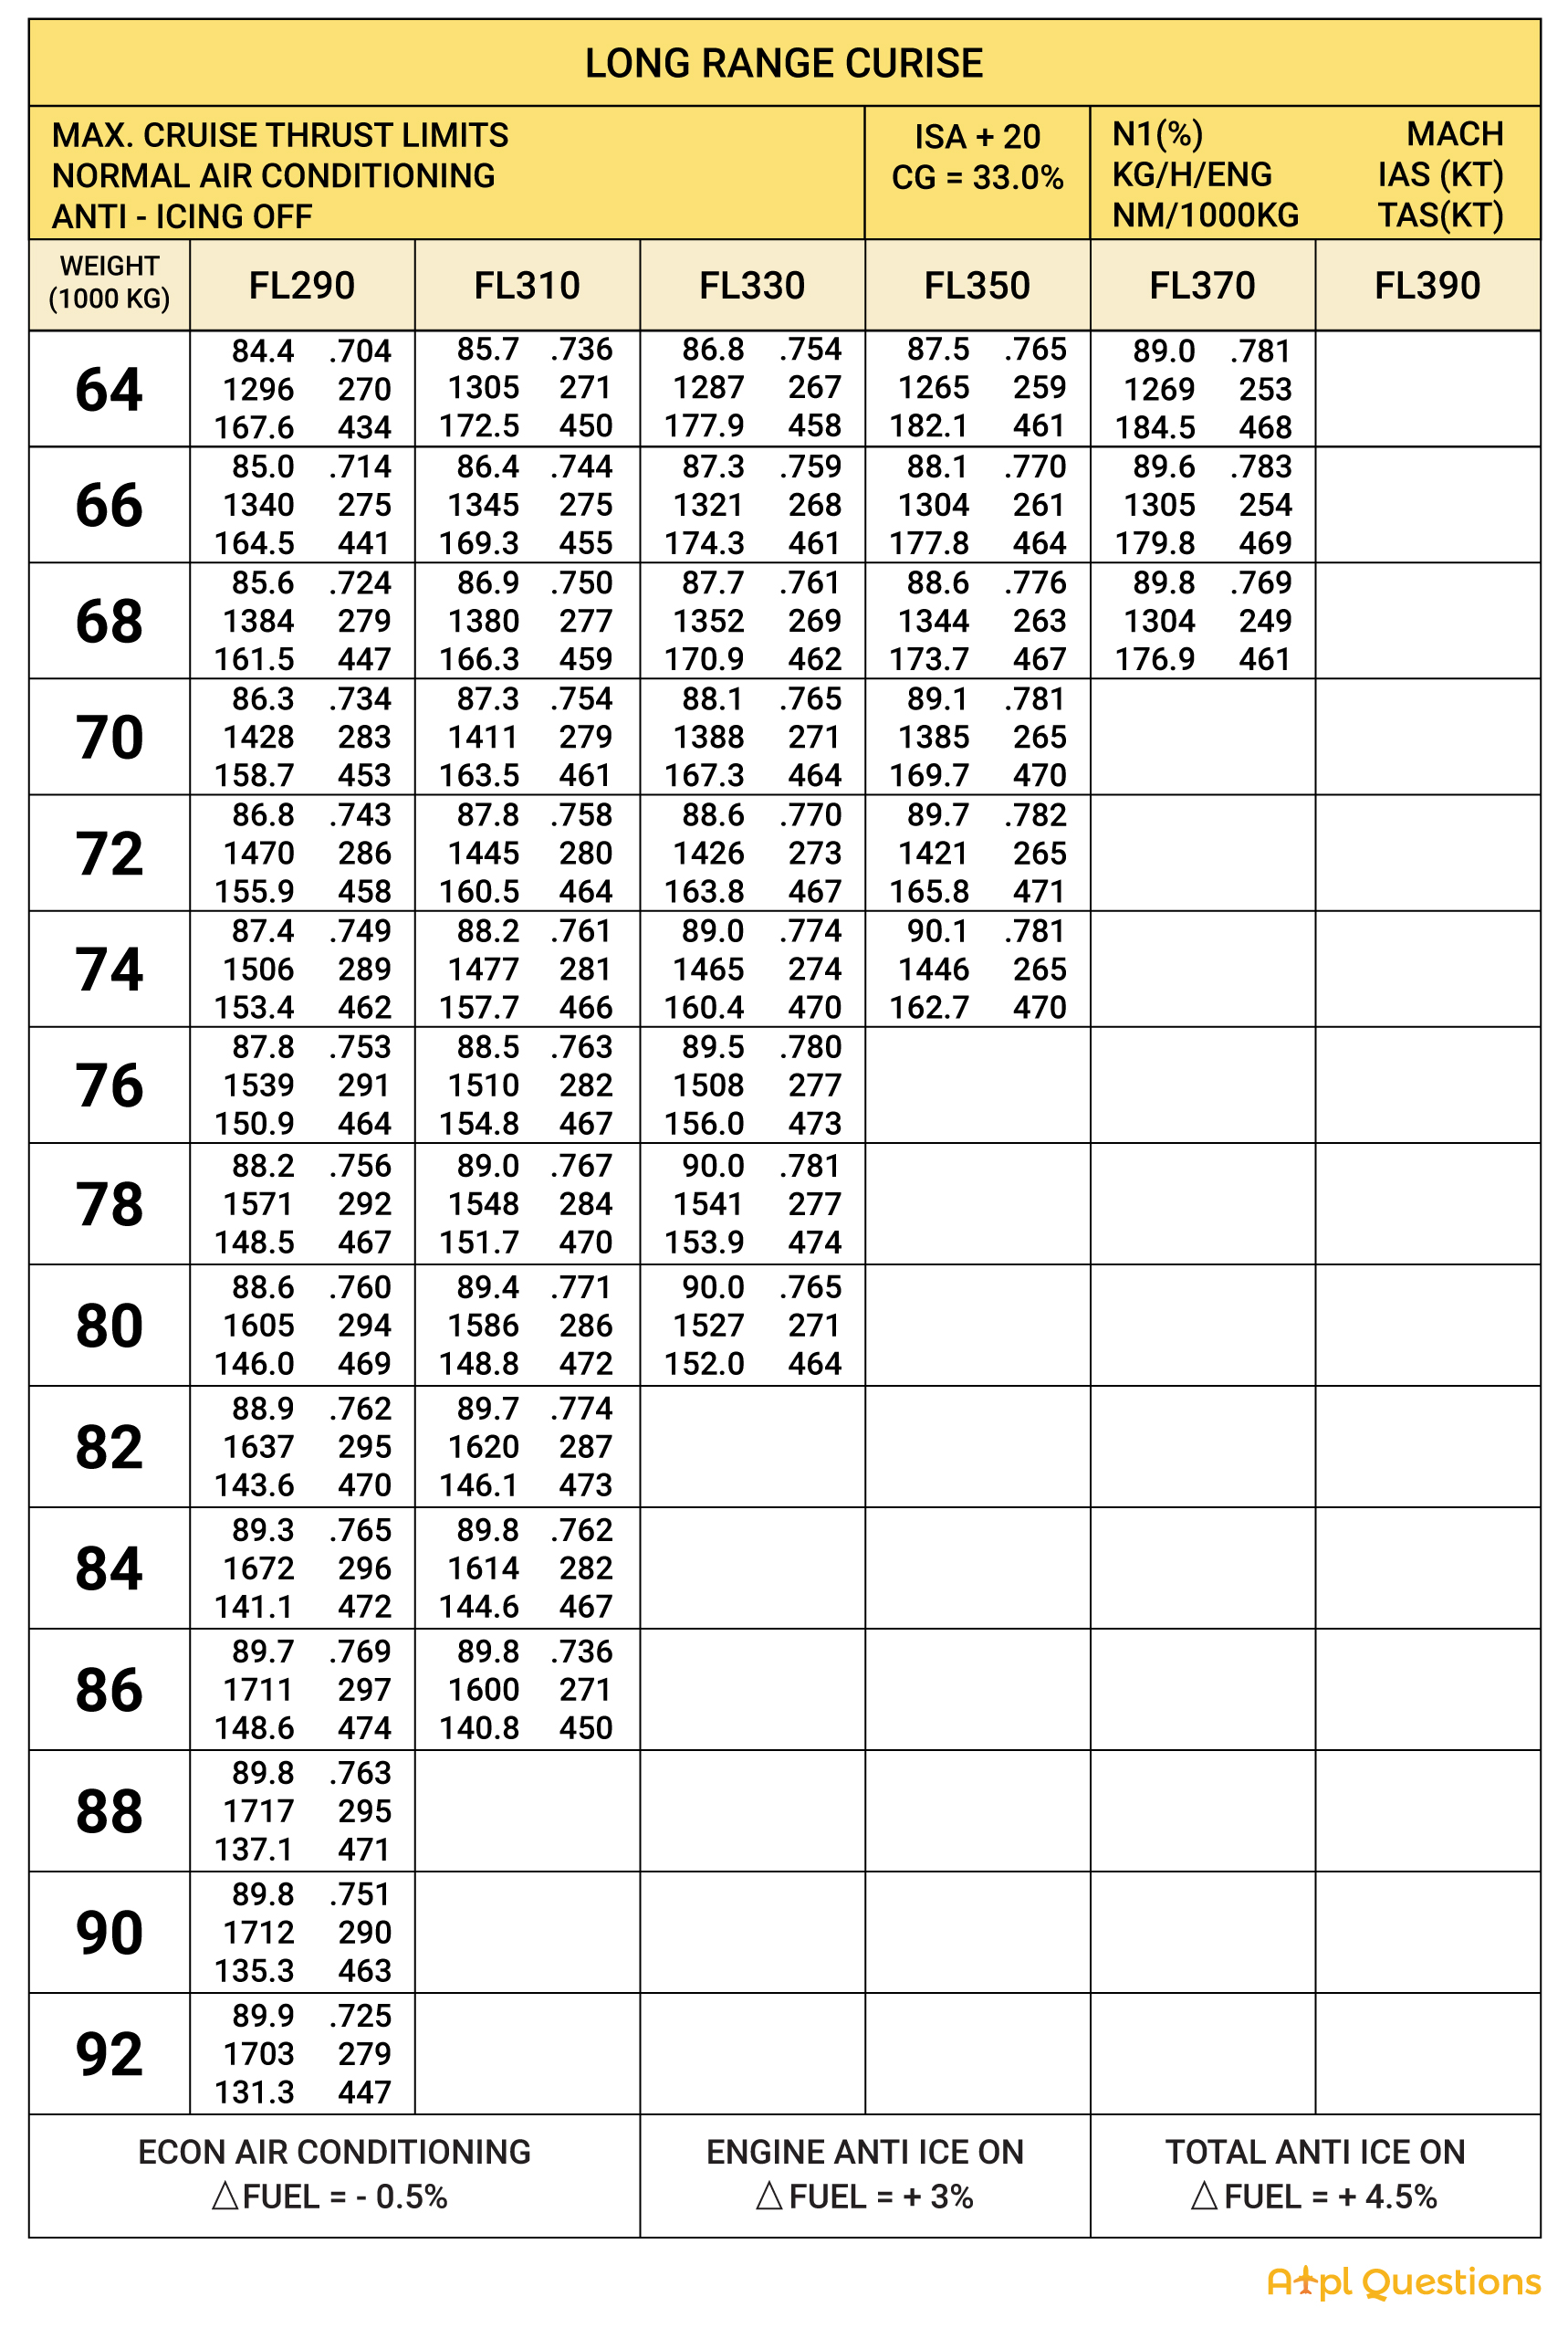 LONG RANGE CURISE
MAX. CRUISE THRUST LIMITS
NORMAL AIR CONDITIONING
ANTI - ICING OFF
ISA + 20
CG = 33.0%
N1(%) MACH
KG/H/ENG IAS (KT)
NM/1000KG TAS(KT)
WEIGHT
(1000 KG)
FL290 FL310 FL330 FL350 FL370 FL390
64
84.4 .704 85.7 .736 86.8 .754 87.5 .765 89.0 .781
1296 270 1305 271 1287 267 1265 259 1269 253
167.6 434 172.5 450 177.9 458 182.1 461 184.5 468
66
85.0 .714 86.4 .744 87.3 .759 88.1 .770 89.6 .783
1340 275 1345 275 1321 268 1304 261 1305 254
164.5 441 169.3 455 174.3 461 177.8 464 179.8 469
68
85.6 .724 86.9 .750 87.7 .761 88.6 .776 89.8 .769
1384 279 1380 277 1352 269 1344 263 1304 249
161.5 447 166.3 459 170.9 462 173.7 467 176.9 461
70
86.3 .734 87.3 .754 88.1 .765 89.1 .781
1428 283 1411 279 1388 271 1385 265
158.7 453 163.5 461 167.3 464 169.7 470
72
86.8 .743 87.8 .758 88.6 .770 89.7 .782
1470 286 1445 280 1426 273 1421 265
155.9 458 160.5 464 163.8 467 165.8 471
74
87.4 .749 88.2 .761 89.0 .774 90.1 .781
1506 289 1477 281 1465 274 1446 265
153.4 462 157.7 466 160.4 470 162.7 470
76
87.8 .753 88.5 .763 89.5 .780
1539 291 1510 282 1508 277
150.9 464 154.8 467 156.0 473
78
88.2 .756 89.0 .767 90.0 .781
1571 292 1548 284 1541 277
148.5 467 151.7 470 153.9 474
80
88.6 .760 89.4 .771 90.0 .765
1605 294 1586 286 1527 271
146.0 469 148.8 472 152.0 464
82
88.9 .762 89.7 .774
1637 295 1620 287
143.6 470 146.1 473
84
89.3 .765 89.8 .762
1672 296 1614 282
141.1 472 144.6 467
86
89.7 .769 89.8 .736
1711 297 1600 271
148.6 474 140.8 450
88
89.8 .763
1717 295
137.1 471
90
89.8 .751
1712 290
135.3 463
92
89.9 .725
1703 279
131.3 447
ECON AIR CONDITIONING
△FUEL = - 0.5%
ENGINE ANTI ICE ON
△ FUEL = + 3%
TOTAL ANTI ICE ON
△ FUEL = + 4.5%
Atpl Questions